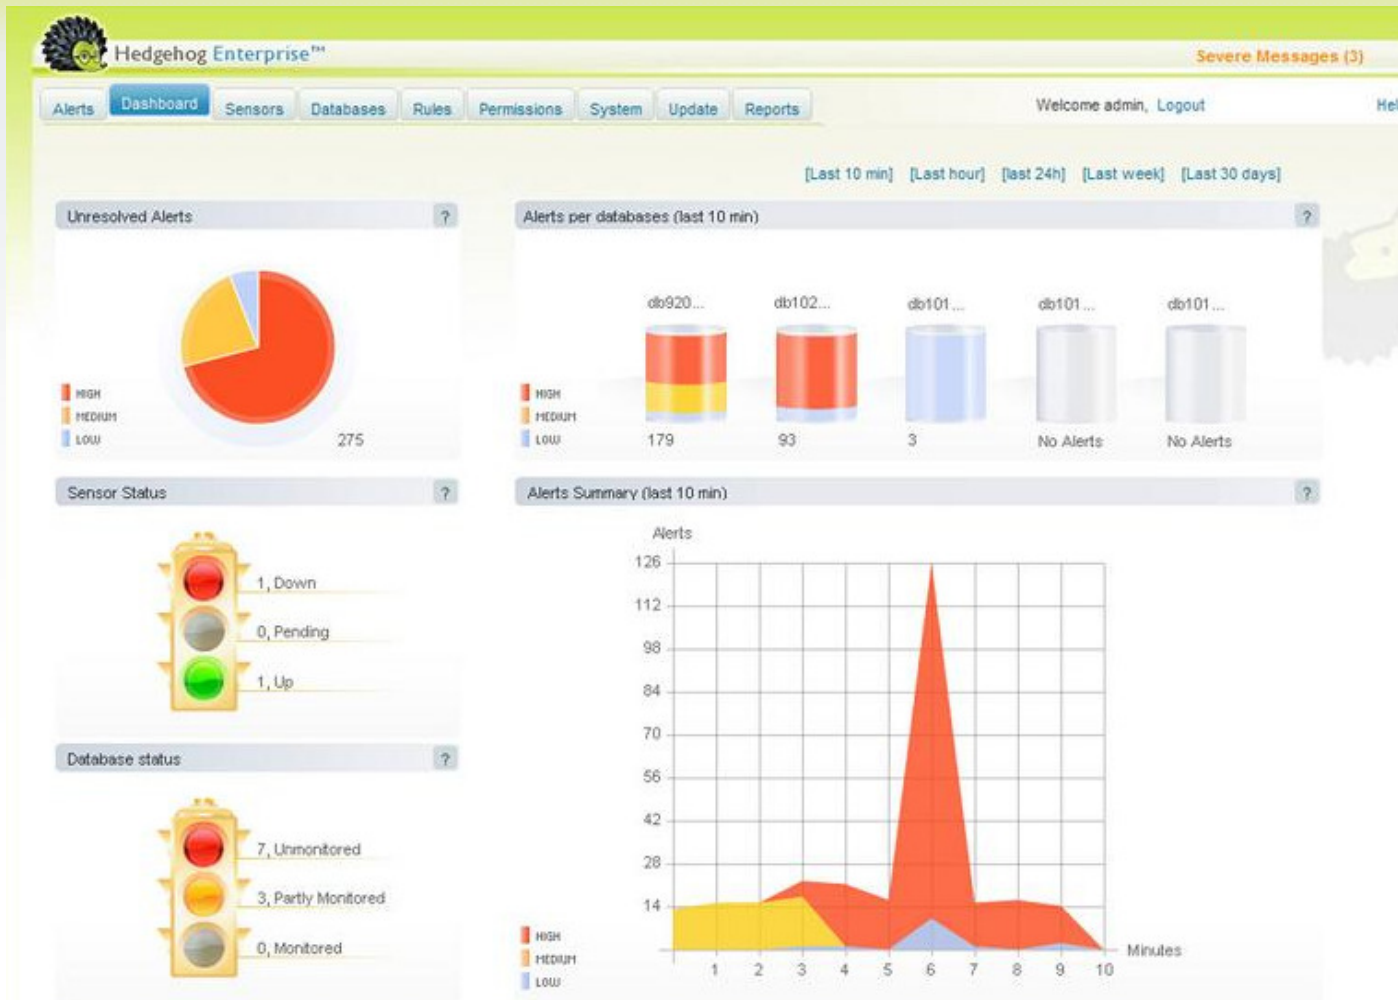 Hedgehog Enterprise™
Severe Messages (3)
Alerts Dashboard Sensors Databases Rules Permissions System Update Reports
Welcome admin, Logout
[Last 10 min] [Last hour] [last 24h] [Last week] [Last 30 days]
Unresolved Alerts ?
HIGH
MEDIUM
LOW
275
Alerts per databases (last 10 min) ?
db920... db102... db101... db101... db101...
HIGH
MEDIUM
LOW
179 93 3 No Alerts No Alerts
Sensor Status ?
1, Down
0, Pending
1, Up
Database status ?
7, Unmonitored
3, Partly Monitored
0, Monitored
Alerts Summary (last 10 min) ?
Alerts
126
112
98
84
70
56
42
28
14
1 2 3 4 5 6 7 8 9 10
Minutes
HIGH
MEDIUM
LOW